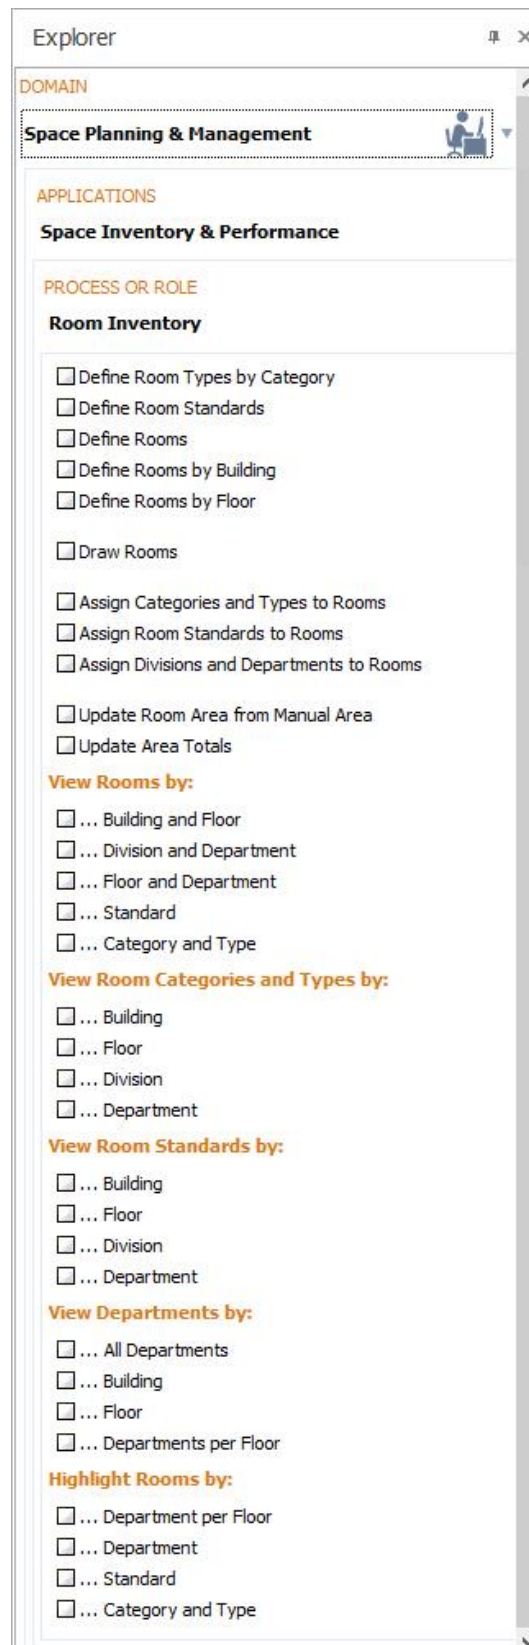 Explorer
DOMAIN
Space Planning & Management
APPLICATIONS
Space Inventory & Performance
PROCESS OR ROLE
Room Inventory
Define Room Types by Category
Define Room Standards
Define Rooms
Define Rooms by Building
Define Rooms by Floor
Draw Rooms
Assign Categories and Types to Rooms
Assign Room Standards to Rooms
Assign Divisions and Departments to Rooms
Update Room Area from Manual Area
Update Area Totals
View Rooms by:
... Building and Floor
... Division and Department
... Floor and Department
... Standard
... Category and Type
View Room Categories and Types by:
... Building
... Floor
... Division
... Department
View Room Standards by:
... Building
... Floor
... Division
... Department
View Departments by:
... All Departments
... Building
... Floor
... Departments per Floor
Highlight Rooms by:
... Department per Floor
... Department
... Standard
... Category and Type